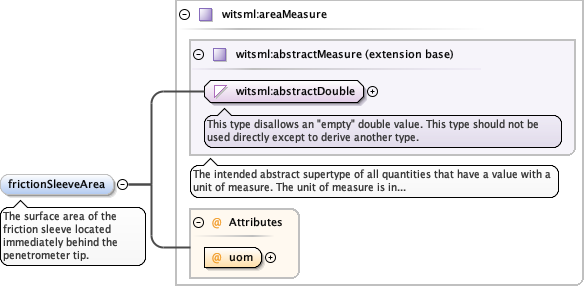 witsml:areaMeasure
witsml:abstractMeasure (extension base)
witsml:abstractDouble
This type disallows an "empty" double value. This type should not be
used directly except to derive another type.
The intended abstract supertype of all quantities that have a value with a
unit of measure. The unit of measure is in...
frictionSleeveArea
The surface area of the
friction sleeve located
immediately behind the
penetrometer tip.
@ Attributes
@ uom